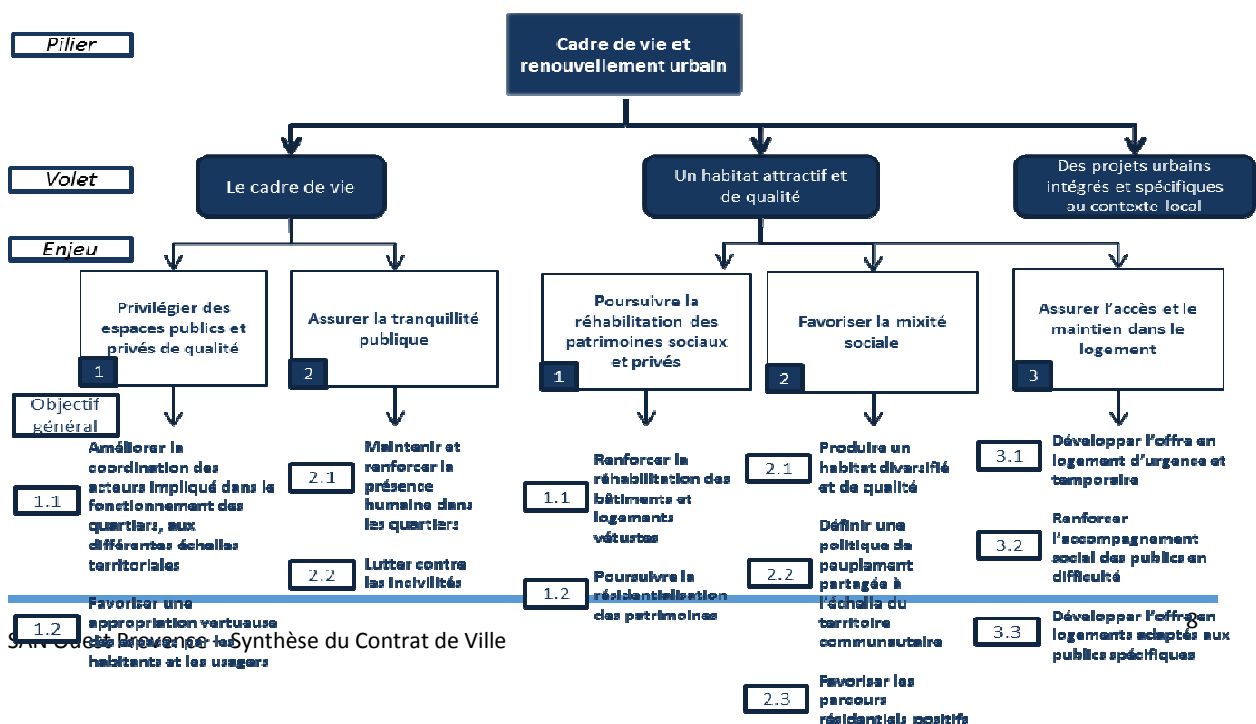 Pilier
Cadre de vie et
renouvellement urbain
Volet
Le cadre de vie
Un habitat attractif et
de qualité
Des projets urbains
intégrés et spécifiques
au contexte local
Enjeu
Privilégier des
espaces publics et
privés de qualité
1
Assurer la tranquillité
publique
2
Poursuivre la
réhabilitation des
patrimoines sociaux
et privés
1
Favoriser la mixité
sociale
2
Assurer l’accès et le
maintien dans le
logement
3
Objectif
général
1.1
Améliorer la
coordination des
acteurs impliqué dans le
fonctionnement des
quartiers, aux
différentes échelles
territoriales
1.2
Favoriser une
appropriation vertueuse
des espaces par les
habitants et les usagers
2.1
Maintenir et
renforcer la
présence
humaine dans
les quartiers
2.2
Lutter contre
les incivilités
1.1
Renforcer la
réhabilitation des
bâtiments et
logements
vétustes
1.2
Poursuivre la
résidentialisation
des patrimoines
2.1
Produire un
habitat diversifié
et de qualité
2.2
Définir une
politique de
peuplement
partagée à
l’échelle du
territoire
communautaire
2.3
Favoriser les
parcours
résidentiels positifs
3.1
Développer l’offre en
logement d’urgence et
temporaire
3.2
Renforcer
l’accompagnement
social des publics en
difficulté
3.3
Développer l’offre en
logements adaptés aux
publics spécifiques
SAN Ouest Provence - Synthèse du Contrat de Ville
8